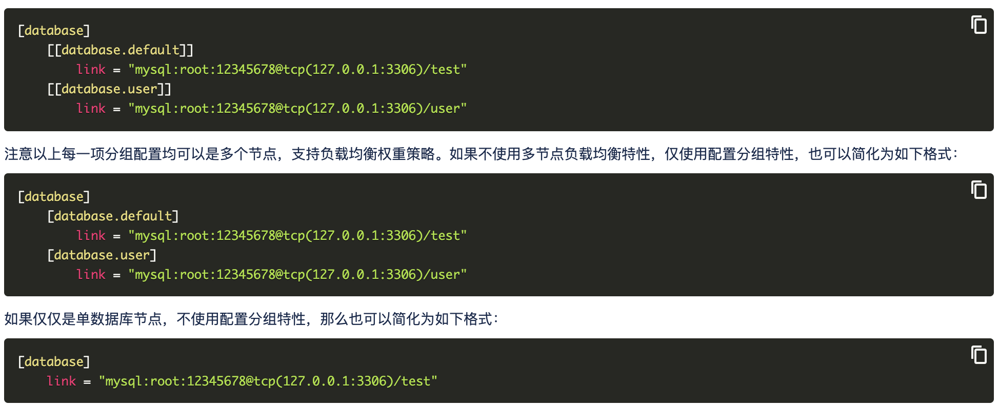 [database]
    [[database.default]]
        link = "mysql:root:12345678@tcp(127.0.0.1:3306)/test"
    [[database.user]]
        link = "mysql:root:12345678@tcp(127.0.0.1:3306)/user"
注意以上每一项分组配置均可以是多个节点，支持负载均衡权重策略。如果不使用多节点负载均衡特性，仅使用配置分组特性，也可以简化为如下格式：
[database]
    [database.default]
        link = "mysql:root:12345678@tcp(127.0.0.1:3306)/test"
    [database.user]
        link = "mysql:root:12345678@tcp(127.0.0.1:3306)/user"
如果仅仅是单数据库节点，不使用配置分组特性，那么也可以简化为如下格式：
[database]
    link = "mysql:root:12345678@tcp(127.0.0.1:3306)/test"